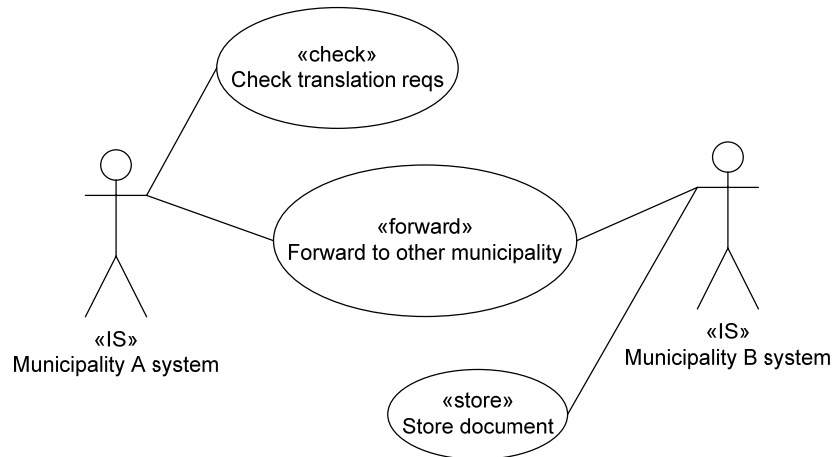 «check»
Check translation reqs
«forward»
Forward to other municipality
«IS»
Municipality A system
«IS»
Municipality B system
«store»
Store document